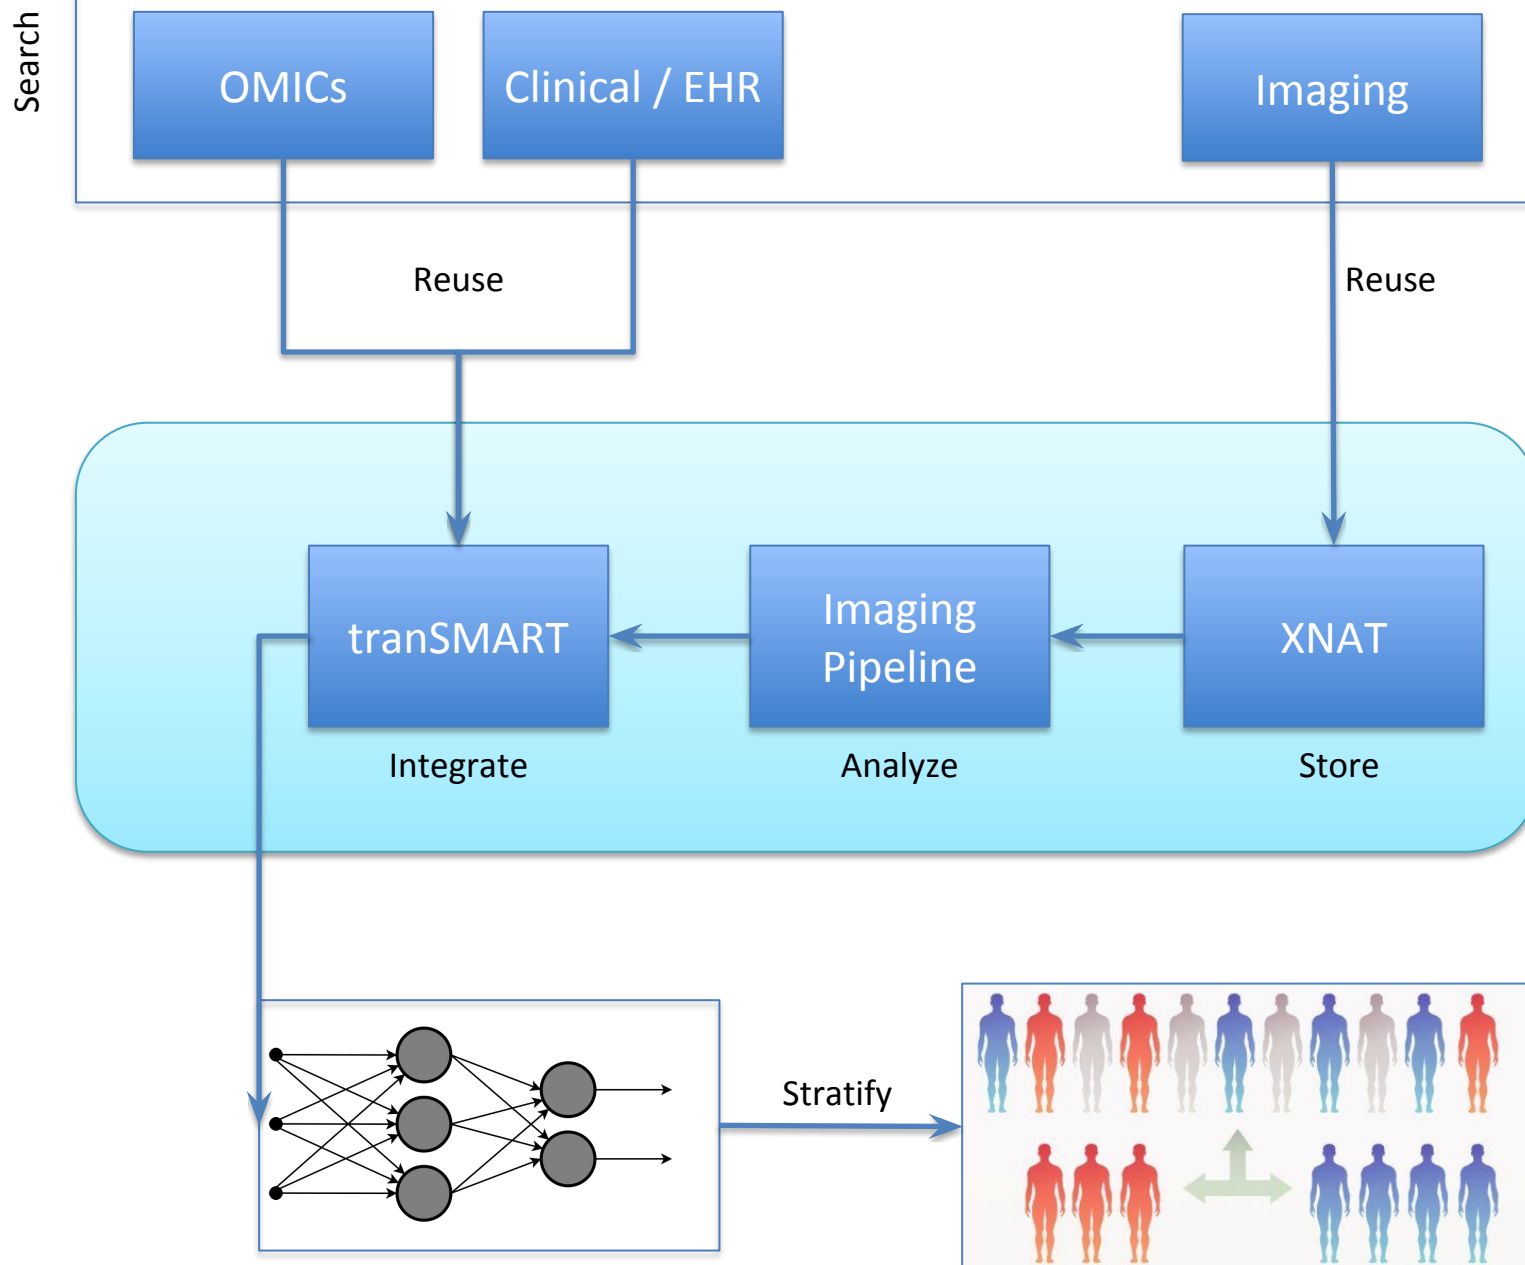 Search
OMICs
Clinical / EHR
Imaging
Reuse
Reuse
tranSMART
Imaging
Pipeline
XNAT
Integrate
Analyze
Store
Stratify